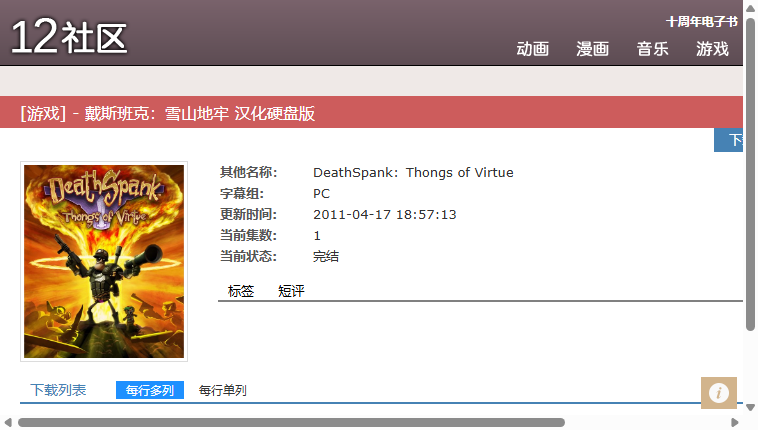 12社区
十周年电子书
动画 漫画 音乐 游戏
[游戏] - 戴斯班克：雪山地牢 汉化硬盘版
其他名称： DeathSpank：Thongs of Virtue
字幕组： PC
更新时间： 2011-04-17 18:57:13
当前集数： 1
当前状态： 完结
标签 短评
DeathSpank
Thongs of Virtue
下载列表 每行多列 每行单列